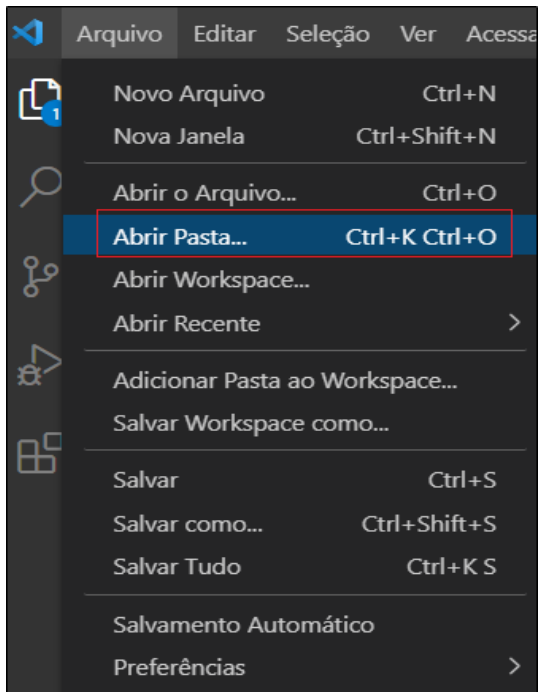 Arquivo Editar Seleção Ver Acessa
1
Novo Arquivo Ctrl+N
Nova Janela Ctrl+Shift+N
Abrir o Arquivo... Ctrl+O
Abrir Pasta... Ctrl+K Ctrl+O
Abrir Workspace...
Abrir Recente
Adicionar Pasta ao Workspace...
Salvar Workspace como...
Salvar Ctrl+S
Salvar como... Ctrl+Shift+S
Salvar Tudo Ctrl+K S
Salvamento Automático
Preferências